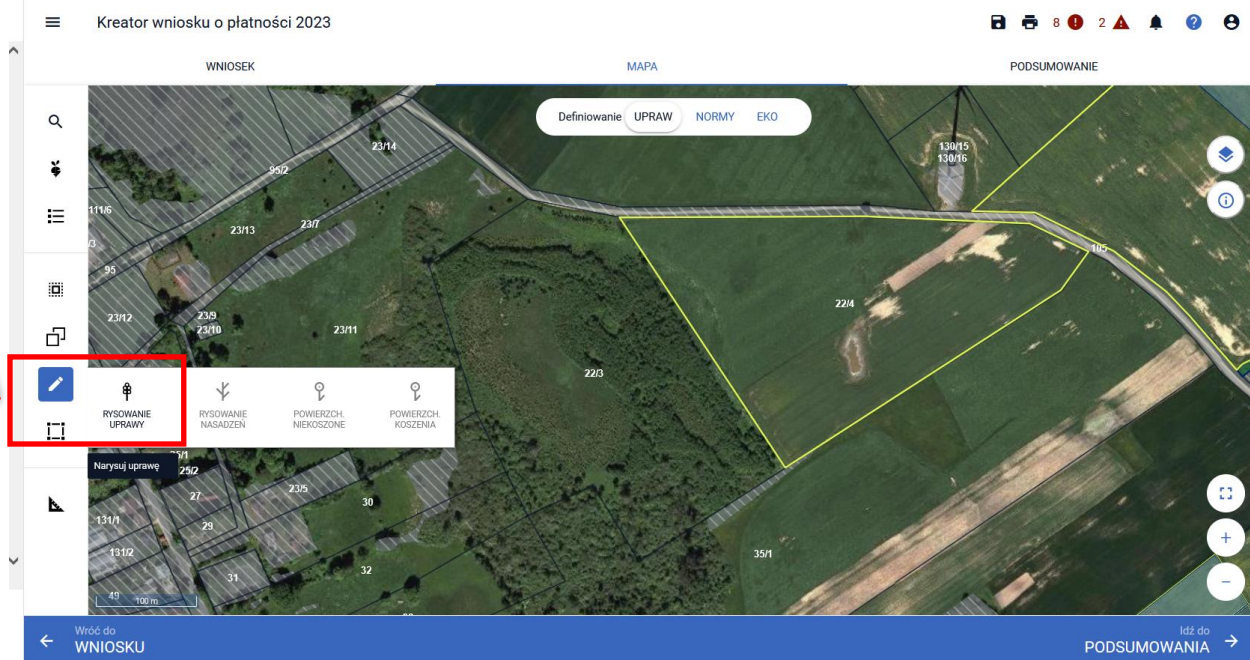 Kreator wniosku o płatności 2023
8
2
WNIOSEK
MAPA
PODSUMOWANIE
Definiowanie UPRAW NORMY EKO
23/14
95/2
130/15
130/16
111/6
23/13
23/7
105
95
23/12
23/9
23/10
23/11
22/4
22/3
RYSOWANIE
UPRAWY
RYSOWANIE
NASADZEŃ
POWIERZCH.
NIEKOSZONE
POWIERZCH.
KOSZENIA
Narysuj uprawę
25/1
25/2
27
23/5
30
131/1
29
131/2
35/1
31
32
49
100 m
Wróć do
WNIOSKU
Idź do
PODSUMOWANIA